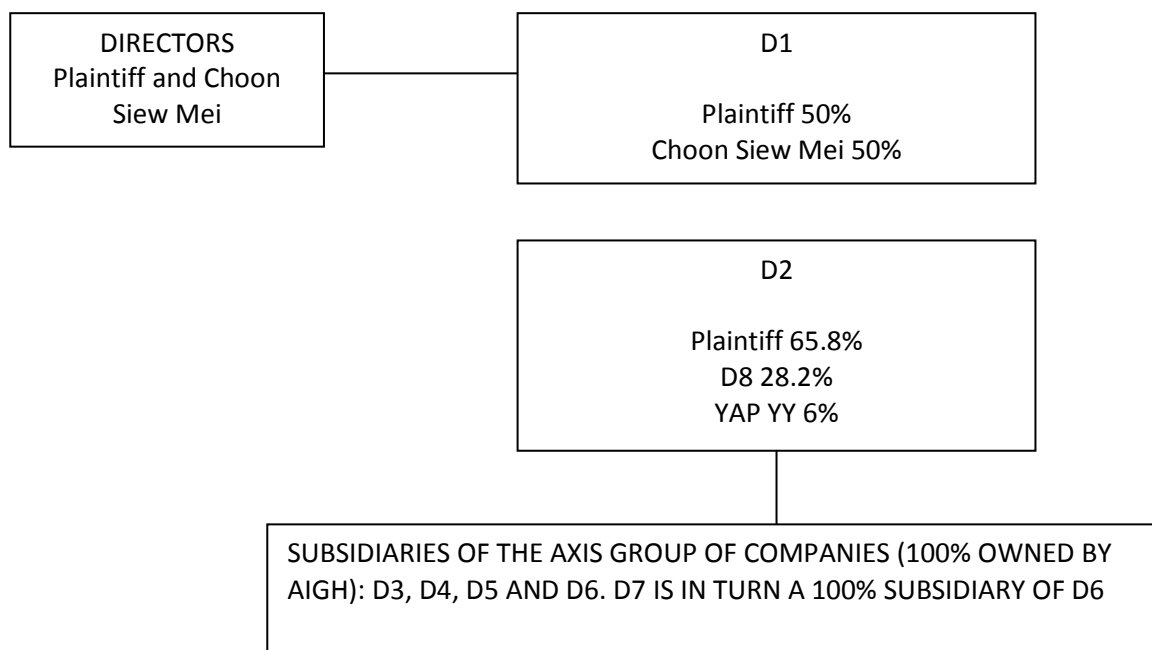 DIRECTORS
Plaintiff and Choon
Siew Mei
D1
Plaintiff 50%
Choon Siew Mei 50%
D2
Plaintiff 65.8%
D8 28.2%
YAP YY 6%
SUBSIDIARIES OF THE AXIS GROUP OF COMPANIES (100% OWNED BY
AIGH): D3, D4, D5 AND D6. D7 IS IN TURN A 100% SUBSIDIARY OF D6